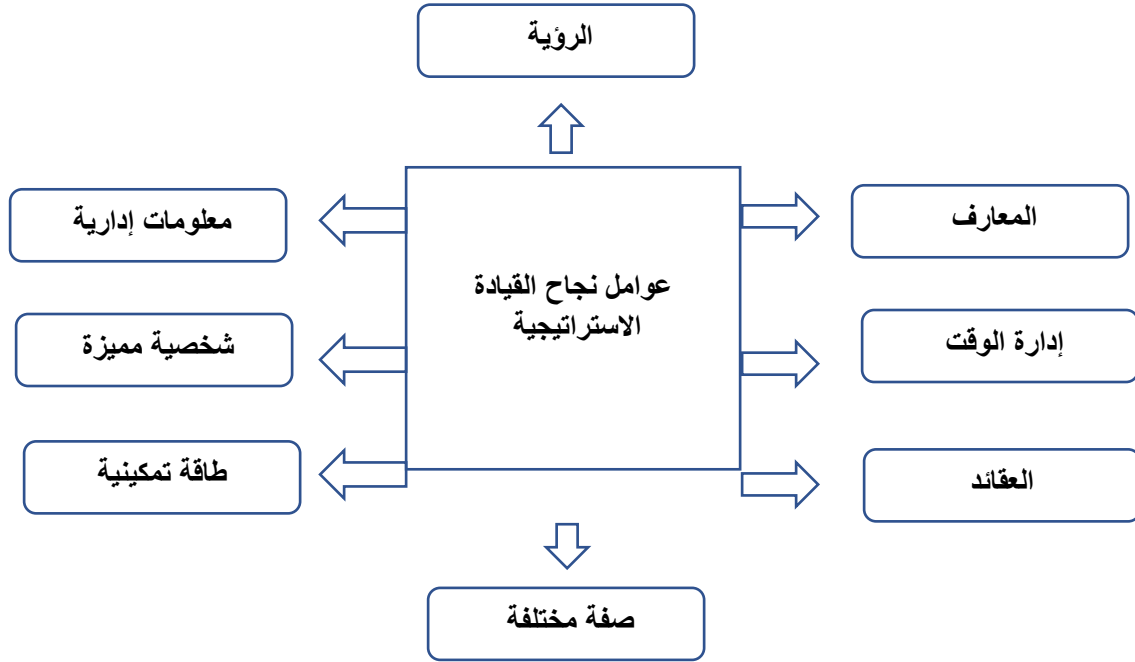 الرؤية
المعارف
معلومات إدارية
عوامل نجاح القيادة
الاستراتيجية
إدارة الوقت
شخصية مميزة
العقائد
طاقة تمكينية
صفة مختلفة